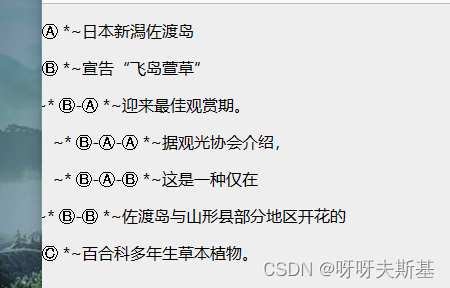 Ⓐ *~日本新潟佐渡岛
Ⓑ *~宣告“飞岛萱草”
~* Ⓑ-Ⓐ *~迎来最佳观赏期。
~* Ⓑ-Ⓐ-Ⓐ *~据观光协会介绍，
~* Ⓑ-Ⓐ-Ⓑ *~这是一种仅在
~* Ⓑ-Ⓑ *~佐渡岛与山形县部分地区开花的
Ⓒ *~百合科多年生草本植物。
CSDN @呀呀夫斯基